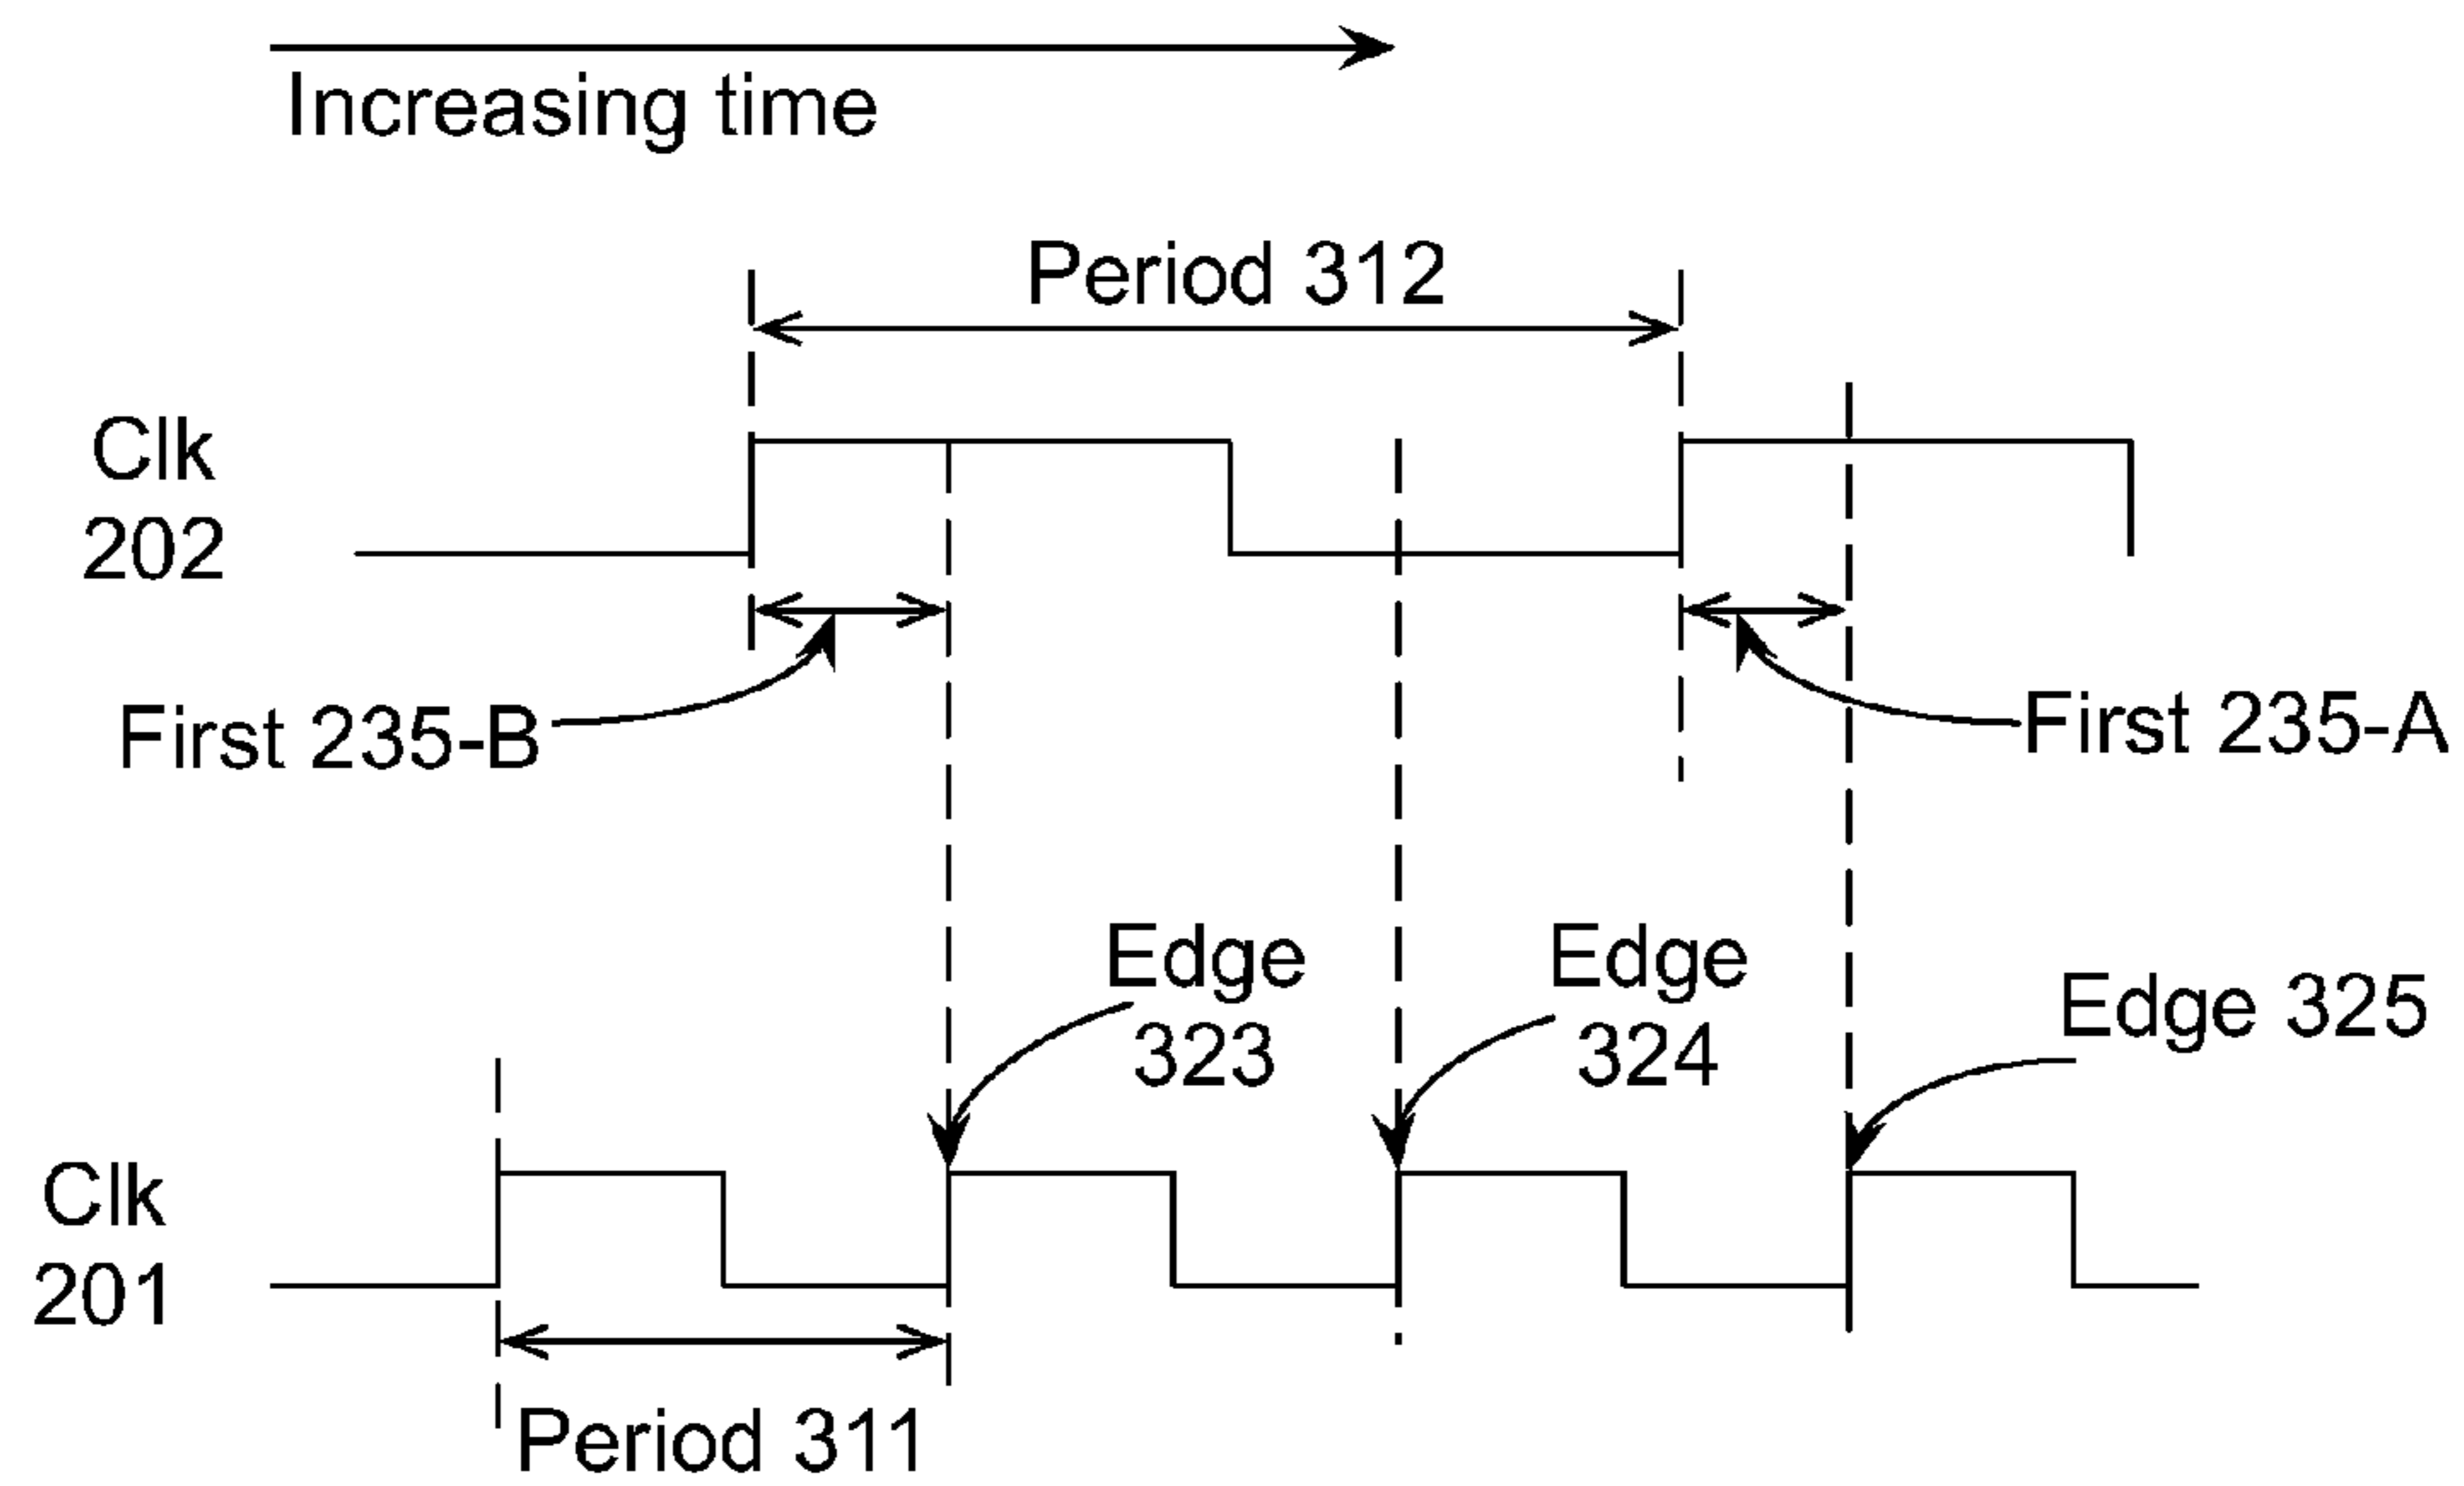 Increasing time
Period 312
Clk
202
First 235-B
First 235-A
Edge
323
Edge
324
Edge 325
Clk
201
Period 311